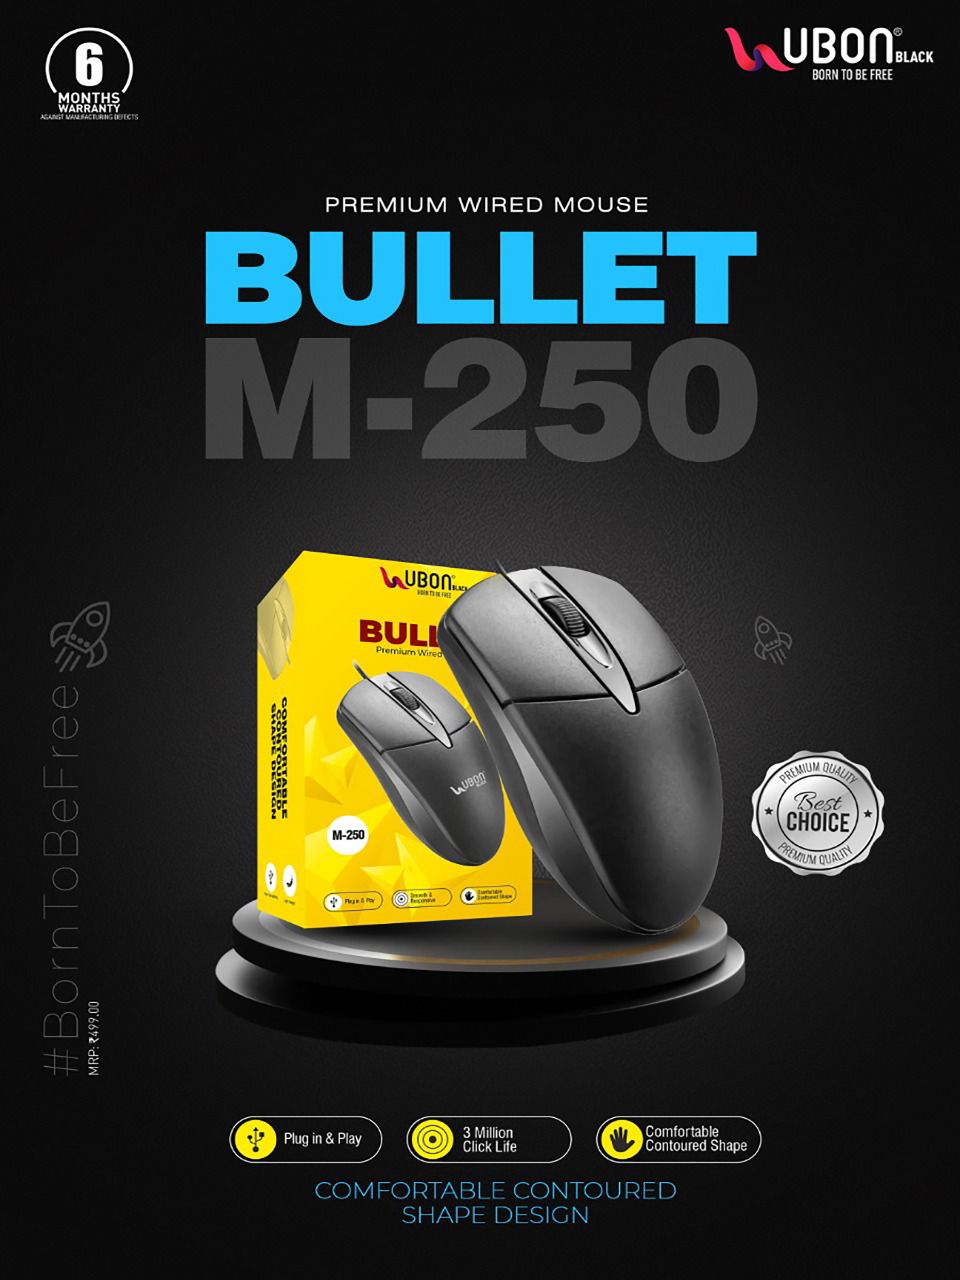 6
MONTHS
WARRANTY
AGAINST MANUFACTURING DEFECTS
UBON® BLACK
BORN TO BE FREE
PREMIUM WIRED MOUSE
BULLET
M-250
UBON® BLACK
BORN TO BE FREE
BULL
Premium Wired
COMFORTABLE
CONTOURED
SHAPE DESIGN
UBON
M-250
Plug in & Play
Smooth &
Responsive
Comfortable
Contoured Shape
PREMIUM QUALITY
Best
CHOICE
PREMIUM QUALITY
#BornToBeFree
MRP: ₹499.00
Plug in & Play
3 Million
Click Life
Comfortable
Contoured Shape
COMFORTABLE CONTOURED
SHAPE DESIGN